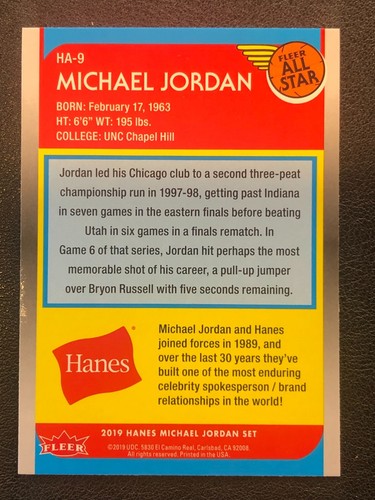 HA-9
FLEER
ALL
STAR
MICHAEL JORDAN
BORN: February 17, 1963
HT: 6'6" WT: 195 lbs.
COLLEGE: UNC Chapel Hill
Jordan led his Chicago club to a second three-peat
championship run in 1997-98, getting past Indiana
in seven games in the eastern finals before beating
Utah in six games in a finals rematch. In
Game 6 of that series, Jordan hit perhaps the most
memorable shot of his career, a pull-up jumper
over Bryon Russell with five seconds remaining.
Hanes
Michael Jordan and Hanes
joined forces in 1989, and
over the last 30 years they've
built one of the most enduring
celebrity spokesperson / brand
relationships in the world!
FLEER
2019 HANES MICHAEL JORDAN SET
©2019 UDC. 5830 El Camino Real, Carlsbad, CA 92008.
All rights reserved. Printed in the USA.